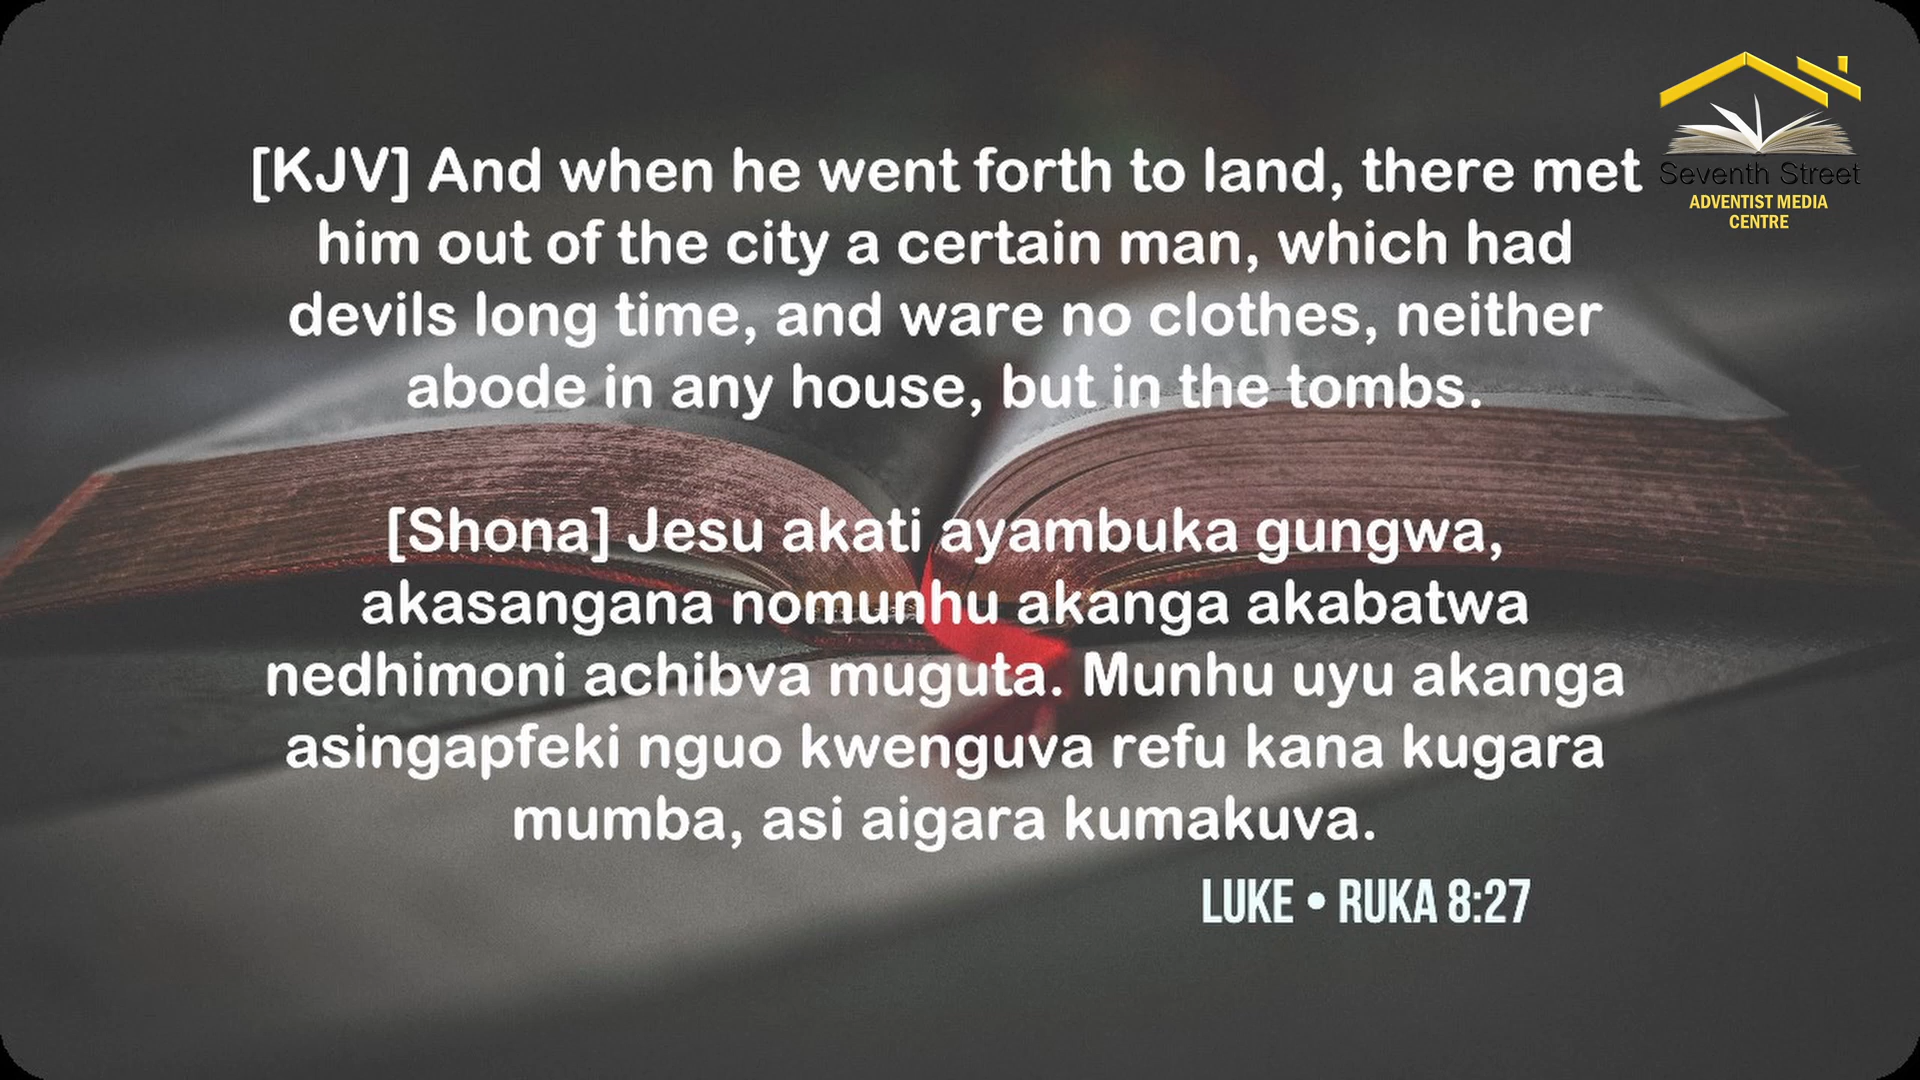 [KJV] And when he went forth to land, there met
him out of the city a certain man, which had
devils long time, and ware no clothes, neither
abode in any house, but in the tombs.
[Shona] Jesu akati ayambuka gungwa,
akasangana nomunhu akanga akabatwa
nedhimoni achibva muguta. Munhu uyu akanga
asingapfeki nguo kwenguva refu kana kugara
mumba, asi aigara kumakuva.
LUKE • RUKA 8:27
Seventh Street
ADVENTIST MEDIA
CENTRE